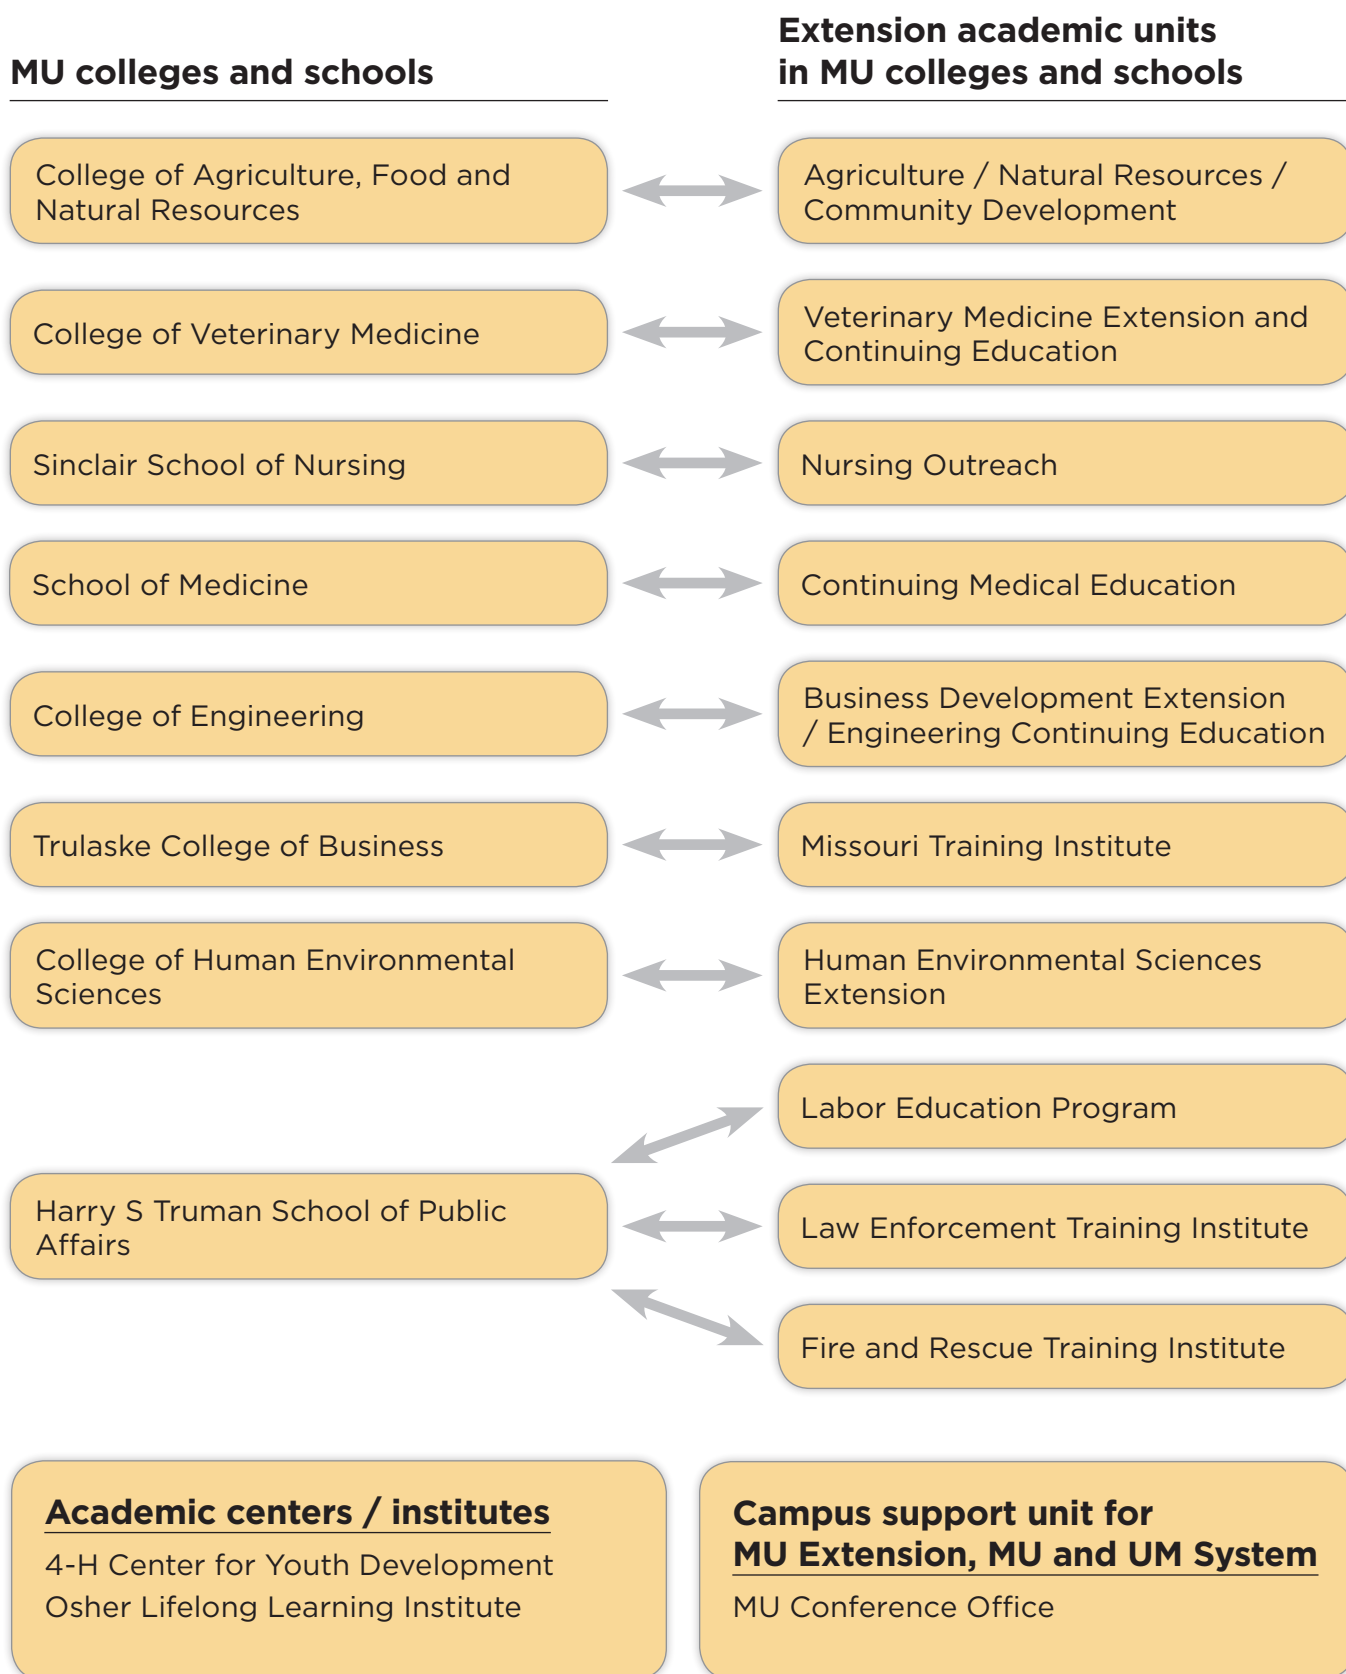 MU colleges and schools
Extension academic units
in MU colleges and schools
College of Agriculture, Food and
Natural Resources
Agriculture / Natural Resources /
Community Development
College of Veterinary Medicine
Veterinary Medicine Extension and
Continuing Education
Sinclair School of Nursing
Nursing Outreach
School of Medicine
Continuing Medical Education
College of Engineering
Business Development Extension
/ Engineering Continuing Education
Trulaske College of Business
Missouri Training Institute
College of Human Environmental
Sciences
Human Environmental Sciences
Extension
Harry S Truman School of Public
Affairs
Labor Education Program
Law Enforcement Training Institute
Fire and Rescue Training Institute
Academic centers / institutes
4-H Center for Youth Development
Osher Lifelong Learning Institute
Campus support unit for
MU Extension, MU and UM System
MU Conference Office